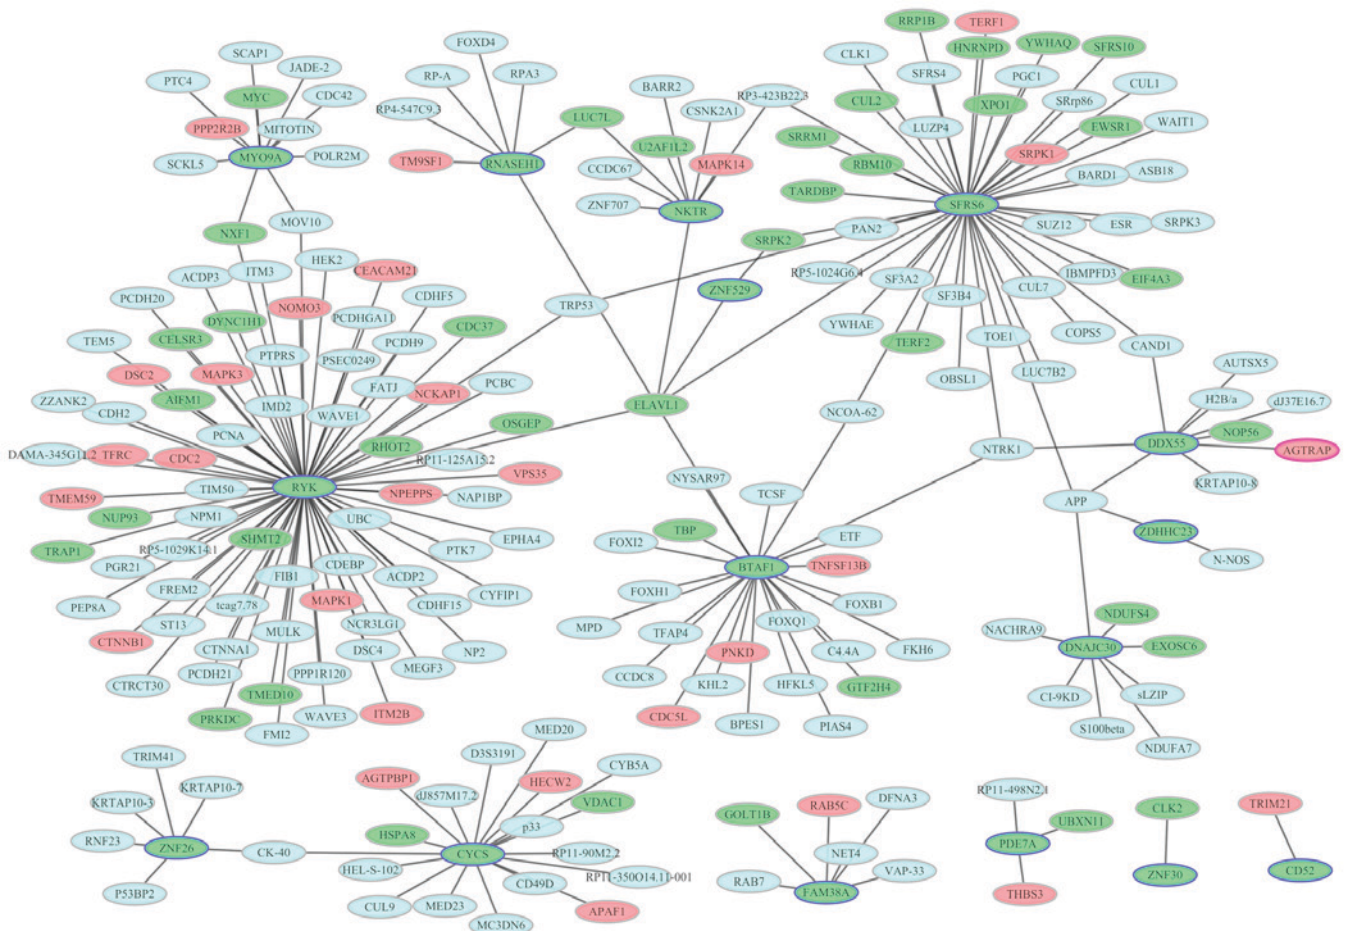 SCAP1
PTC4
JADE-2
MYC
CDC42
PPP2R2B
MITOTIN
SCKL5
MYO9A
POLR2M
NXF1
MOV10
FOXD4
RP-A
RPA3
RP4-547C9.3
LUC7L
TM9SF1
RNASEH1
BARR2
CSNK2A1
RP3-423B22.3
U2AF1L2
CCDC67
MAPK14
ZNF707
NKTR
RRP1B
TERF1
HNRNPD
YWHAQ
SFRS10
CLK1
SFRS4
PGC1
CUL1
CUL2
XPO1
SRrp86
LUZP4
EWSR1
WAIT1
SRRM1
SRPK1
RBM10
BARD1
ASB18
TARDBP
SFRS6
SRPK2
PAN2
SUZ12
ESR
SRPK3
RP5-1024G6.4
ZNF529
SF3A2
IBMPFD3
EIF4A3
SF3B4
CUL7
YWHAE
TOE1
COPS5
TERF2
CAND1
OBSL1
LUC7B2
TRP53
ELAVL1
NCOA-62
NTRK1
AUTSX5
H2B/a
dJ37E16.7
NOP56
DDX55
AGTRAP
KRTAP10-8
APP
ZDHHC23
N-NOS
ACDP3
ITM3
HEK2
CEACAM21
PCDH20
NOMO3
CDHF5
DYNC1H1
PCDHGA11
CDC37
TEM5
CELSR3
PTPRS
PCDH9
PSEC0249
DSC2
MAPK3
FATJ
NCKAP1
PCBC
ZZANK2
AIFM1
IMD2
WAVE1
CDH2
PCNA
OSGEP
RHOT2
DAMA-345G11.2
TFRC
CDC2
RP11-125A15.2
VPS35
TIM50
RYK
NPEPPS
NAP1BP
TMEM59
NUP93
NPM1
UBC
TRAP1
RP5-1029K14.1
SHMT2
PTK7
EPHA4
PGR21
FIB1
CDEBP
ACDP2
PEP8A
FREM2
tcag7.78
MAPK1
CDHF15
CYFIP1
ST13
CTNNB1
MULK
NCR3LG1
CTNNA1
DSC4
NP2
CTRCT30
PCDH21
PPP1R120
MEGF3
TMED10
PRKDC
WAVE3
ITM2B
FMI2
NYSAR97
TCSF
TBP
FOXI2
ETF
BTAF1
TNFSF13B
FOXH1
FOXB1
MPD
TFAP4
FOXQ1
PNKD
C4.4A
FKH6
CCDC8
KHL2
HFKL5
GTF2H4
CDC5L
BPES1
PIAS4
NDUFS4
NACHRA9
DNAJC30
EXOSC6
CI-9KD
sLZIP
S100beta
NDUFA7
TRIM41
KRTAP10-7
KRTAP10-3
RNF23
ZNF26
CK-40
P53BP2
MED20
D3S3191
CYB5A
AGTPBP1
HECW2
dJ857M17.2
VDAC1
HSPA8
p33
CYCS
RP11-90M2.2
HEL-S-102
CD49D
RP11-350O14.11-001
CUL9
MED23
APAF1
MC3DN6
GOLT1B
RAB5C
DFNA3
NET4
RAB7
VAP-33
FAM38A
RP11-498N2.1
UBXN11
PDE7A
THBS3
CLK2
ZNF30
TRIM21
CD52